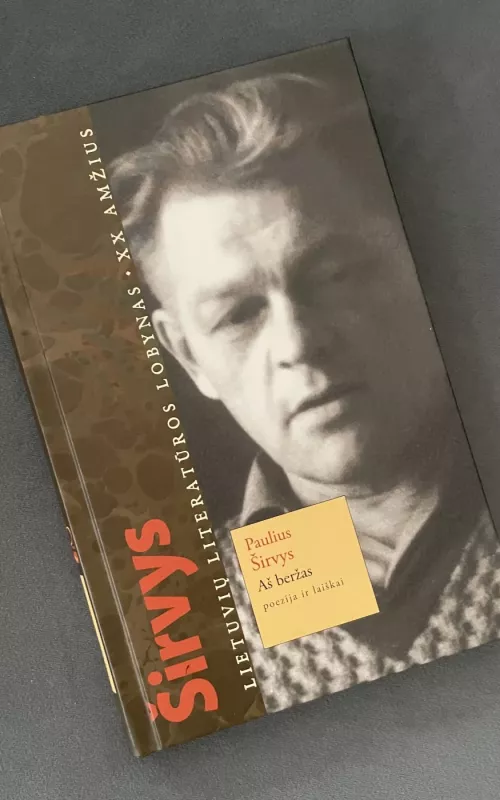 Širvys
LIETUVIŲ LITERATŪROS LOBYNAS · XX AMŽIUS
Paulius
Širvys
Aš beržas
poezija ir laiškai